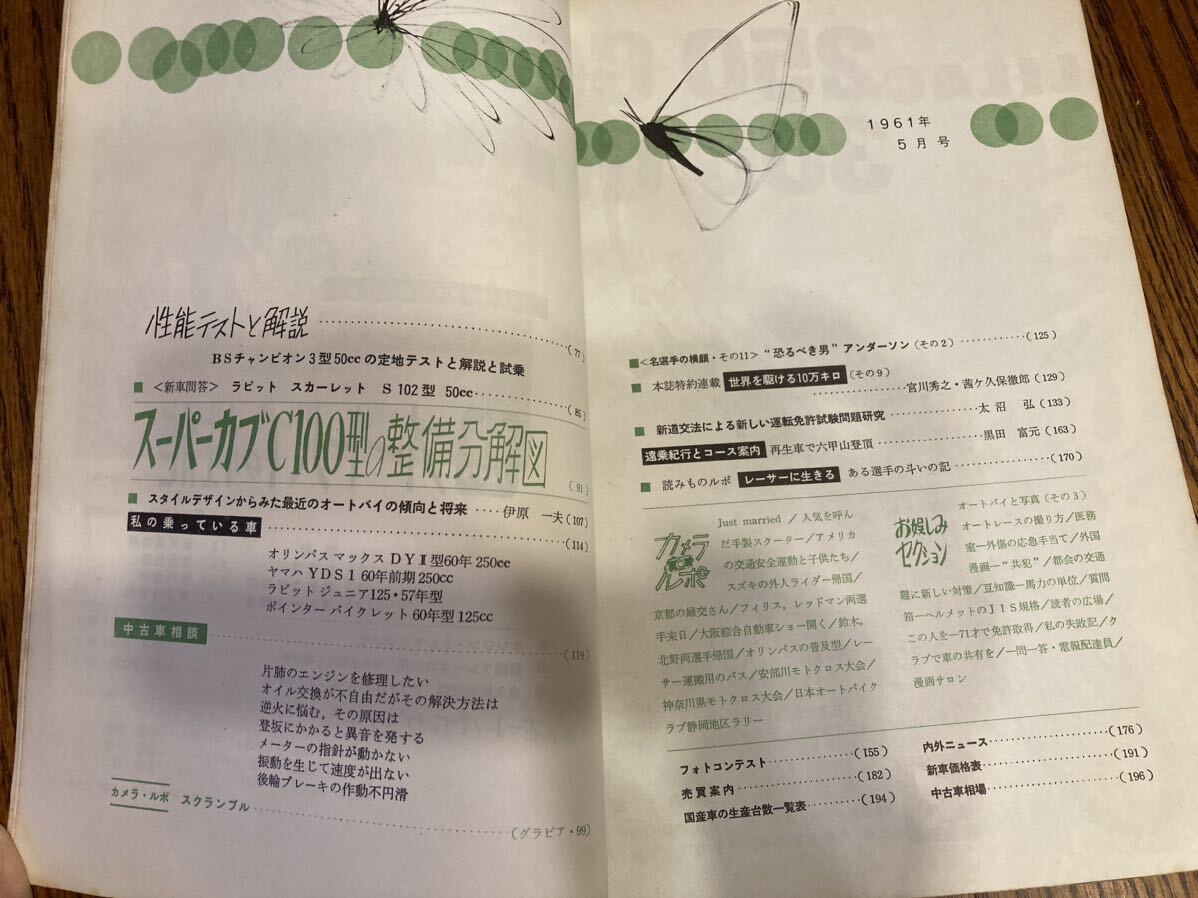 1961年
5月号
性能テストと解説……(77)
BSチャンピオン3型50ccの定地テストと解説と試乗
■ <新車問答> ラビット スカーレット S102型 50cc……(85)
スーパーカブC100型の整備分解図
(91)
■ スタイルデザインからみた最近のオートバイの傾向と将来‥‥伊原 一夫(107)
私の乗っている車……(114)
オリンパス マックス DYⅡ型60年 250cc
ヤマハ YDS1 60年前期250cc
ラビット ジュニア125・57年型
ポインター パイクレット 60年型 125cc
中古車相談……(119)
片肺のエンジンを修理したい
オイル交換が不自由だがその解決方法は
逆火に悩む，その原因は
登坂にかかると異音を発する
メーターの指針が動かない
振動を生じて速度が出ない
後輪ブレーキの作動不円滑
カメラ・ルポ スクランブル……(グラビア・99)
■<名選手の横顔・その11> “恐るべき男” アンダーソン(その2)……(125)
■ 本誌特約連載 世界を駆ける10万キロ (その9)
……宮川秀之・茜ケ久保徹郎(129)
■ 新道交法による新しい運転免許試験問題研究……太沼 弘(133)
遠乗紀行とコース案内 再生車で六甲山登頂……黒田 富元(163)
■ 読みものルポ レーサーに生きる ある選手の斗いの記……(170)
カメラルポ
Just married / 人気を呼ん
だ手製スクーター/アメリカ
の交通安全運動と子供たち/
スズキの外人ライダー帰国/
京都の婦交さん/フィリス，レッドマン両選
手来日/大阪綜合自動車ショー開く/鈴木，
北野両選手帰国/オリンパスの普及型/レー
サー運搬用のバス/安部川モトクロス大会/
神奈川県モトクロス大会/日本オートバイク
ラブ静岡地区ラリー
お娯しみセクション
オートバイと写真(その3)
オートレースの撮り方/医務
室―外傷の応急手当て/外国
漫画―“共犯”/都会の交通
難に新しい対策/豆知識―馬力の単位/質問
箱―ヘルメットのJIS規格/読者の広場/
この人を―71才で免許取得/私の失敗記/ク
ラブで車の共有を/一問一答・電報配達員/
漫画サロン
フォトコンテスト……(155)
売買案内……(182)
国産車の生産台数一覧表……(194)
内外ニュース……(176)
新車価格表……(191)
中古車相場……(196)